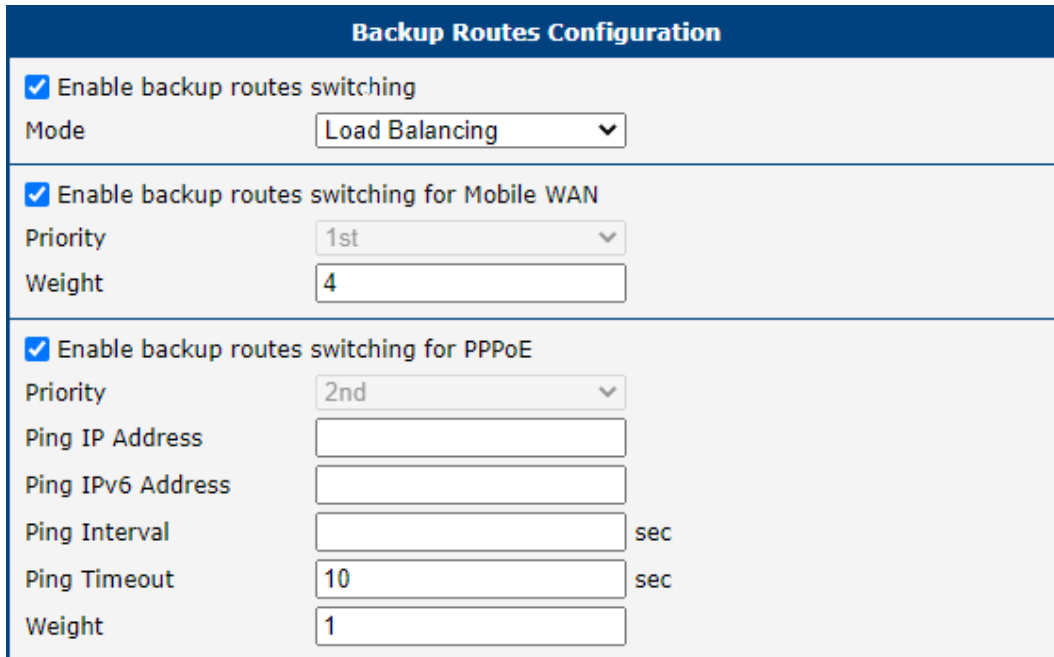 Backup Routes Configuration
Enable backup routes switching
Mode Load Balancing
Enable backup routes switching for Mobile WAN
Priority 1st
Weight 4
Enable backup routes switching for PPPoE
Priority 2nd
Ping IP Address
Ping IPv6 Address
Ping Interval sec
Ping Timeout 10 sec
Weight 1